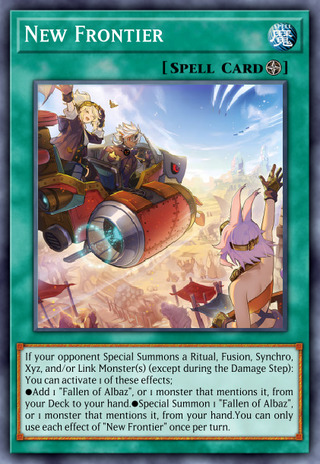 New Frontier
魔
[Spell Card]
If your opponent Special Summons a Ritual, Fusion, Synchro,
Xyz, and/or Link Monster(s) (except during the Damage Step):
You can activate 1 of these effects;
●Add 1 "Fallen of Albaz", or 1 monster that mentions it, from
your Deck to your hand.●Special Summon 1 "Fallen of Albaz",
or 1 monster that mentions it, from your hand.You can only
use each effect of "New Frontier" once per turn.